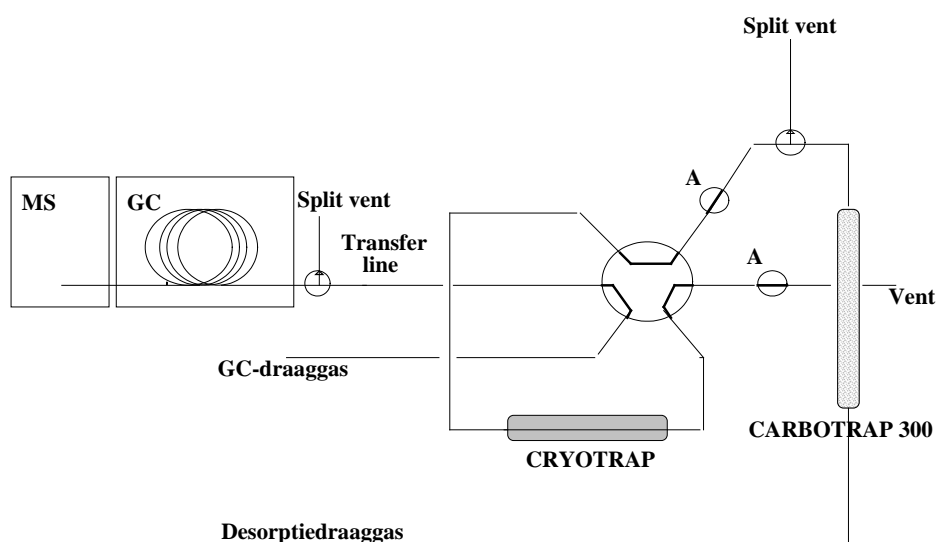 Split vent
A
MS
GC
Split vent
Transfer
line
A
Vent
GC-draaggas
CARBOTRAP 300
CRYOTRAP
Desorptiedraaggas